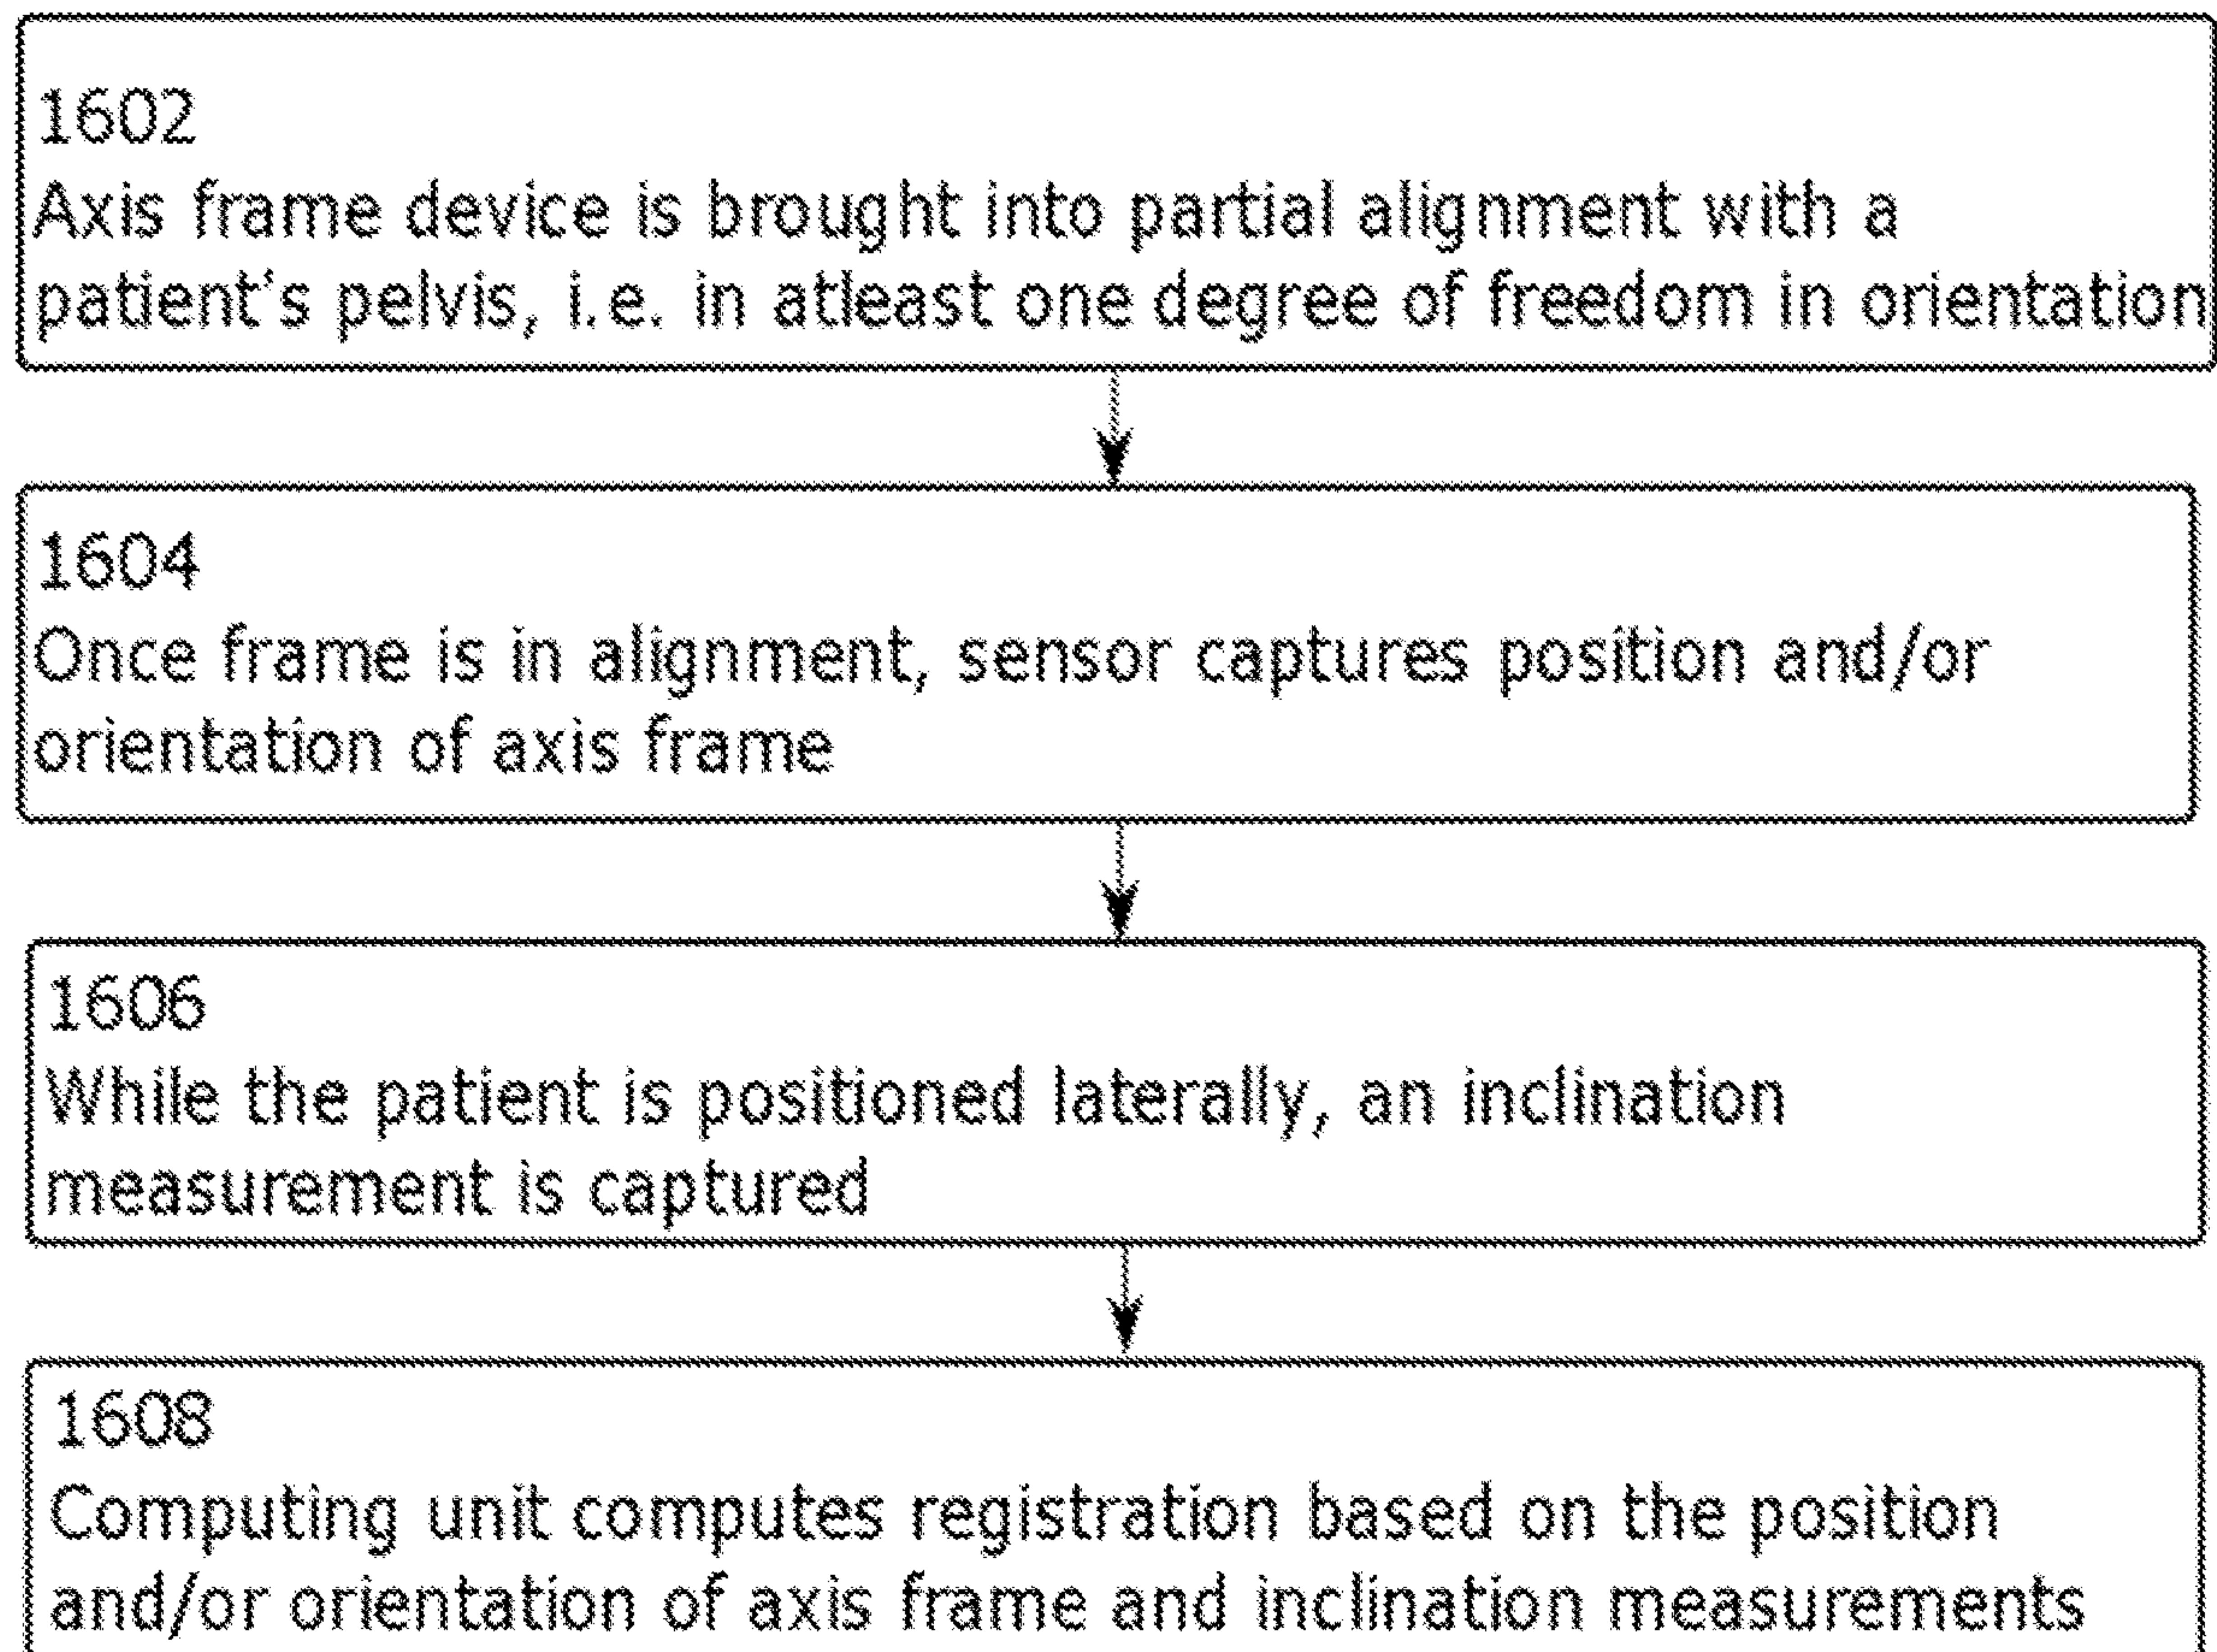 1602
Axis frame device is brought into partial alignment with a
patient's pelvis, i.e. in atleast one degree of freedom in orientation
1604
Once frame is in alignment, sensor captures position and/or
orientation of axis frame
1606
While the patient is positioned laterally, an inclination
measurement is captured
1608
Computing unit computes registration based on the position
and/or orientation of axis frame and inclination measurements